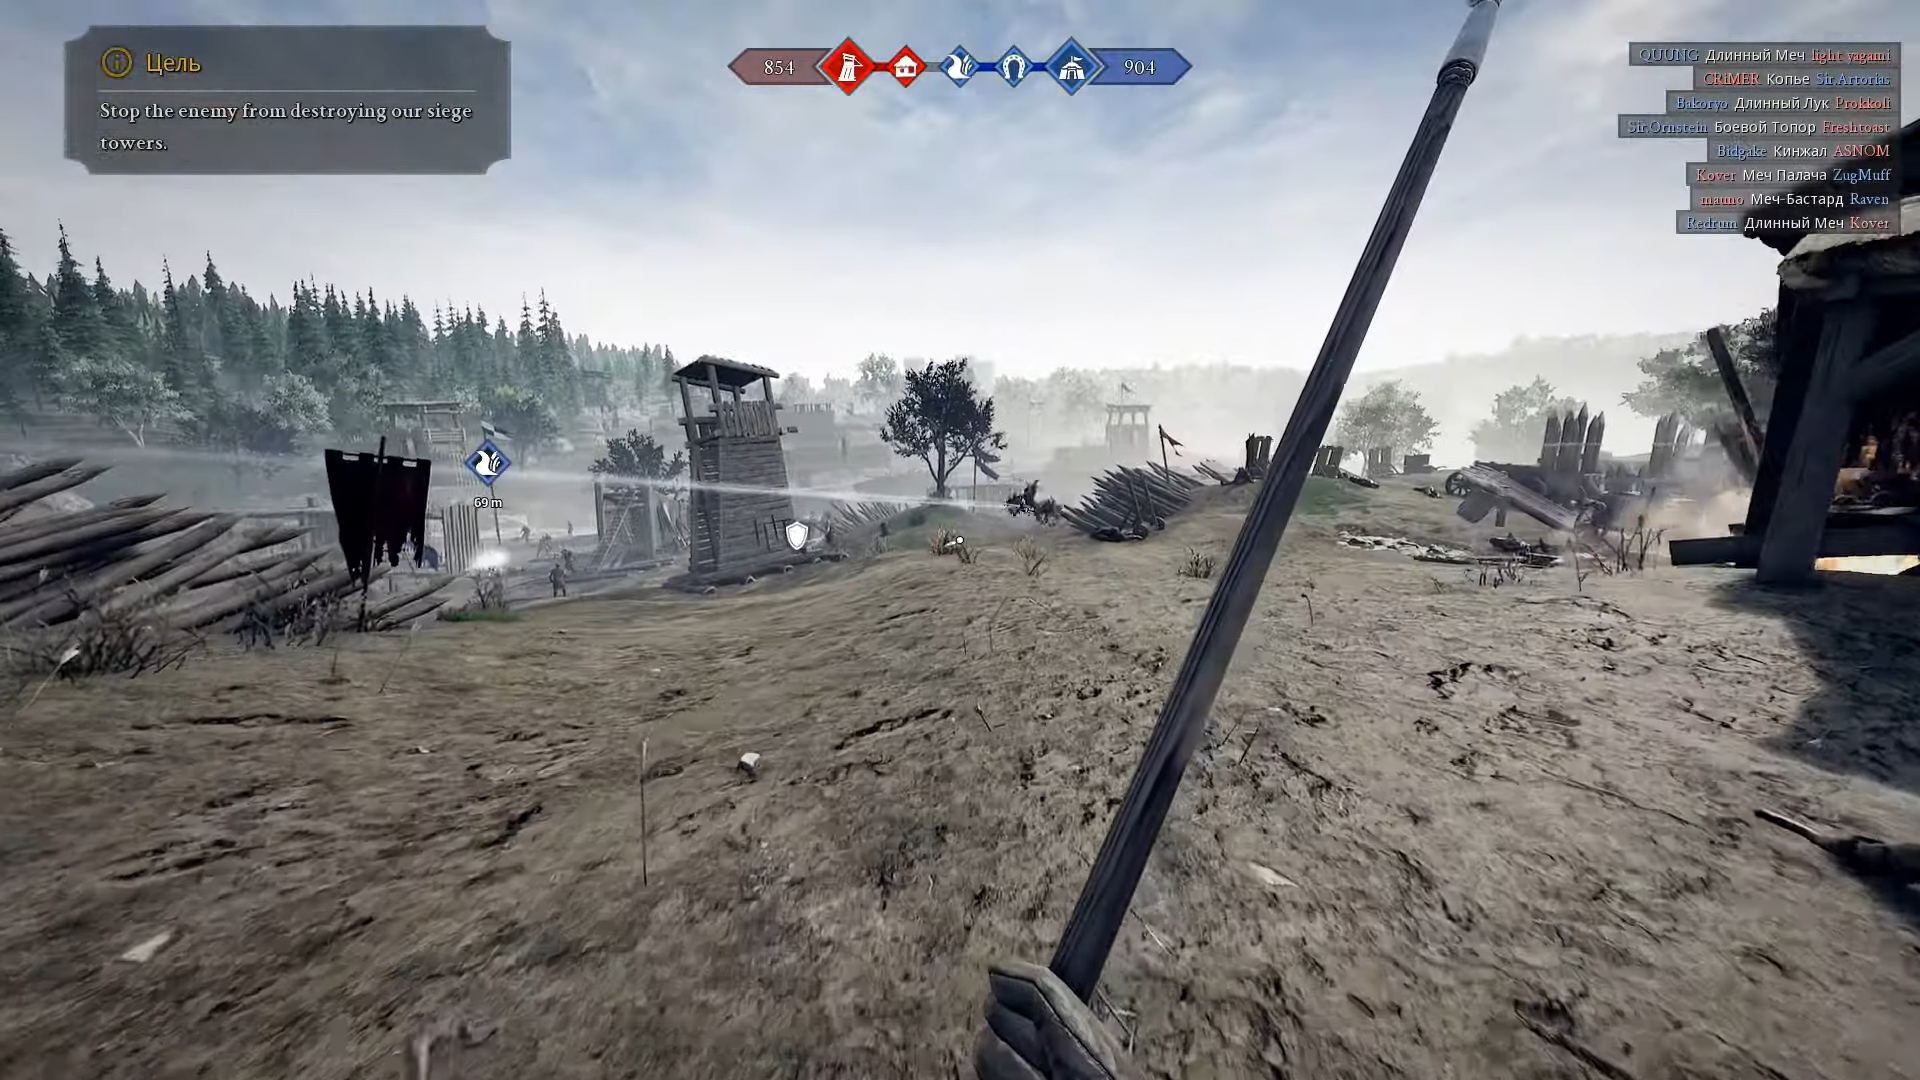 Цель
Stop the enemy from destroying our siege
towers.
854
904
QUUNG Длинный Меч light yagami
CRiMER Копье Sir.Artorias
Bakoryo Длинный Лук Prokkoli
Sir.Ornstein Боевой Топор Freshtoast
Bidgake Кинжал ASNOM
Kover Меч Палача ZugMuff
mauno Меч-Бастард Raven
Redrum Длинный Меч Kover
69 m